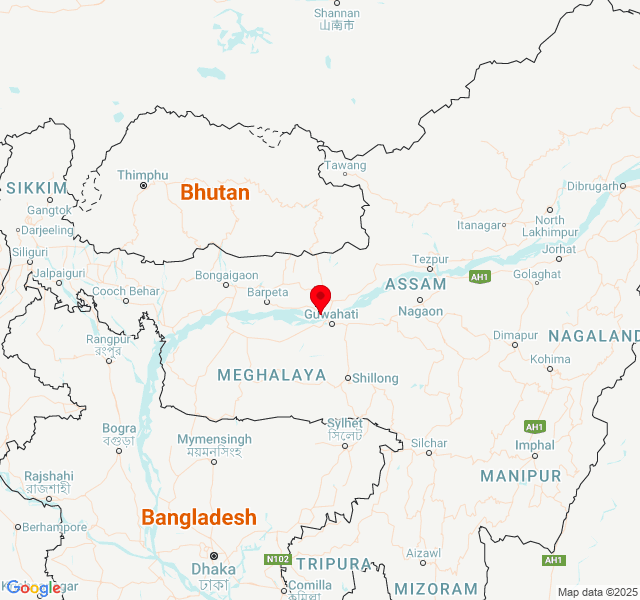 Shannan
山南市
Tawang
Thimphu
Bhutan
Dibrugarh
SIKKIM
Gangtok
North
Lakhimpur
Itanagar
Darjeeling
Siliguri
Jorhat
Tezpur
AH1
Jalpaiguri
Bongaigaon
Golaghat
Cooch Behar
Barpeta
ASSAM
Nagaon
Guwahati
Rangpur
রংপুর
Dimapur
NAGALAND
Kohima
MEGHALAYA
Shillong
Bogra
বগুড়া
Sylhet
সিলেট
AH1
Mymensingh
ময়মনসিংহ
Silchar
Imphal
Rajshahi
রাজশাহী
MANIPUR
Bangladesh
Berhampore
Dhaka
ঢাকা
N102
TRIPURA
Aizawl
AH1
Comilla
কুমিল্লা
MIZORAM
Google
Map data ©2025